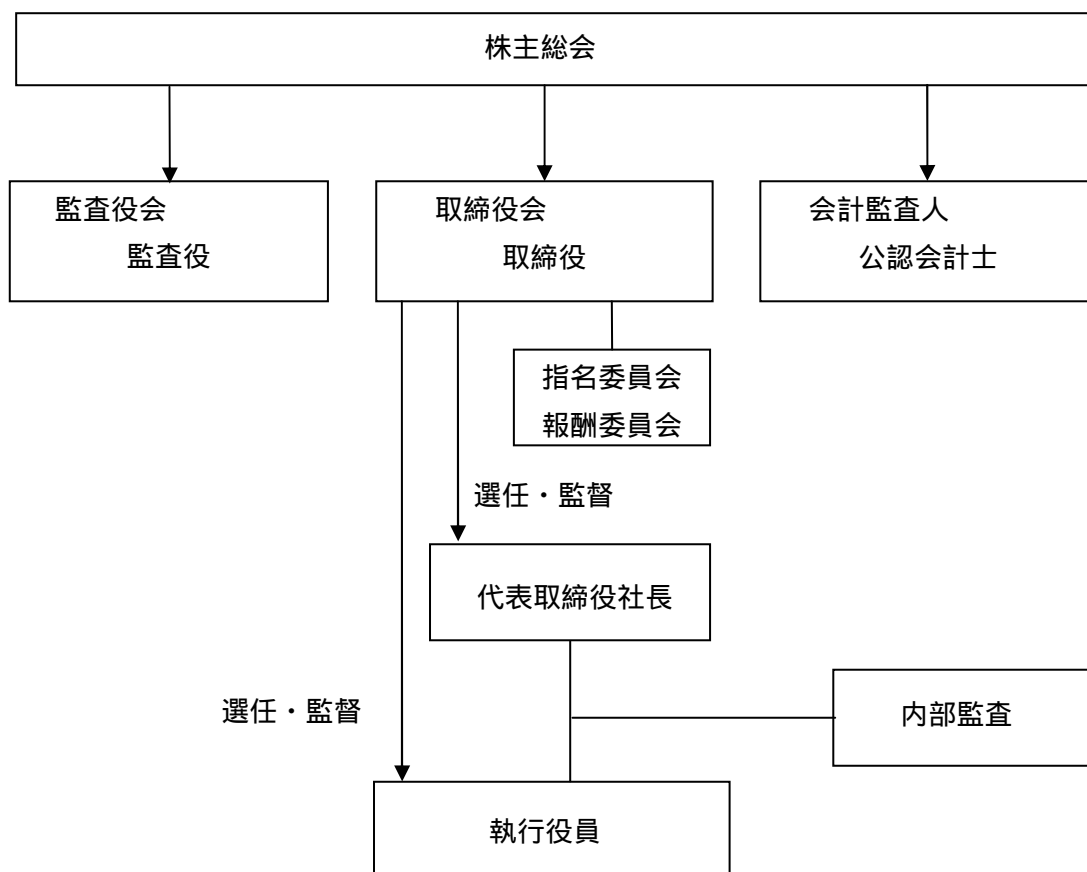 株主総会
監査役会
監査役
取締役会
取締役
会計監査人
公認会計士
指名委員会
報酬委員会
選任・監督
代表取締役社長
選任・監督
内部監査
執行役員